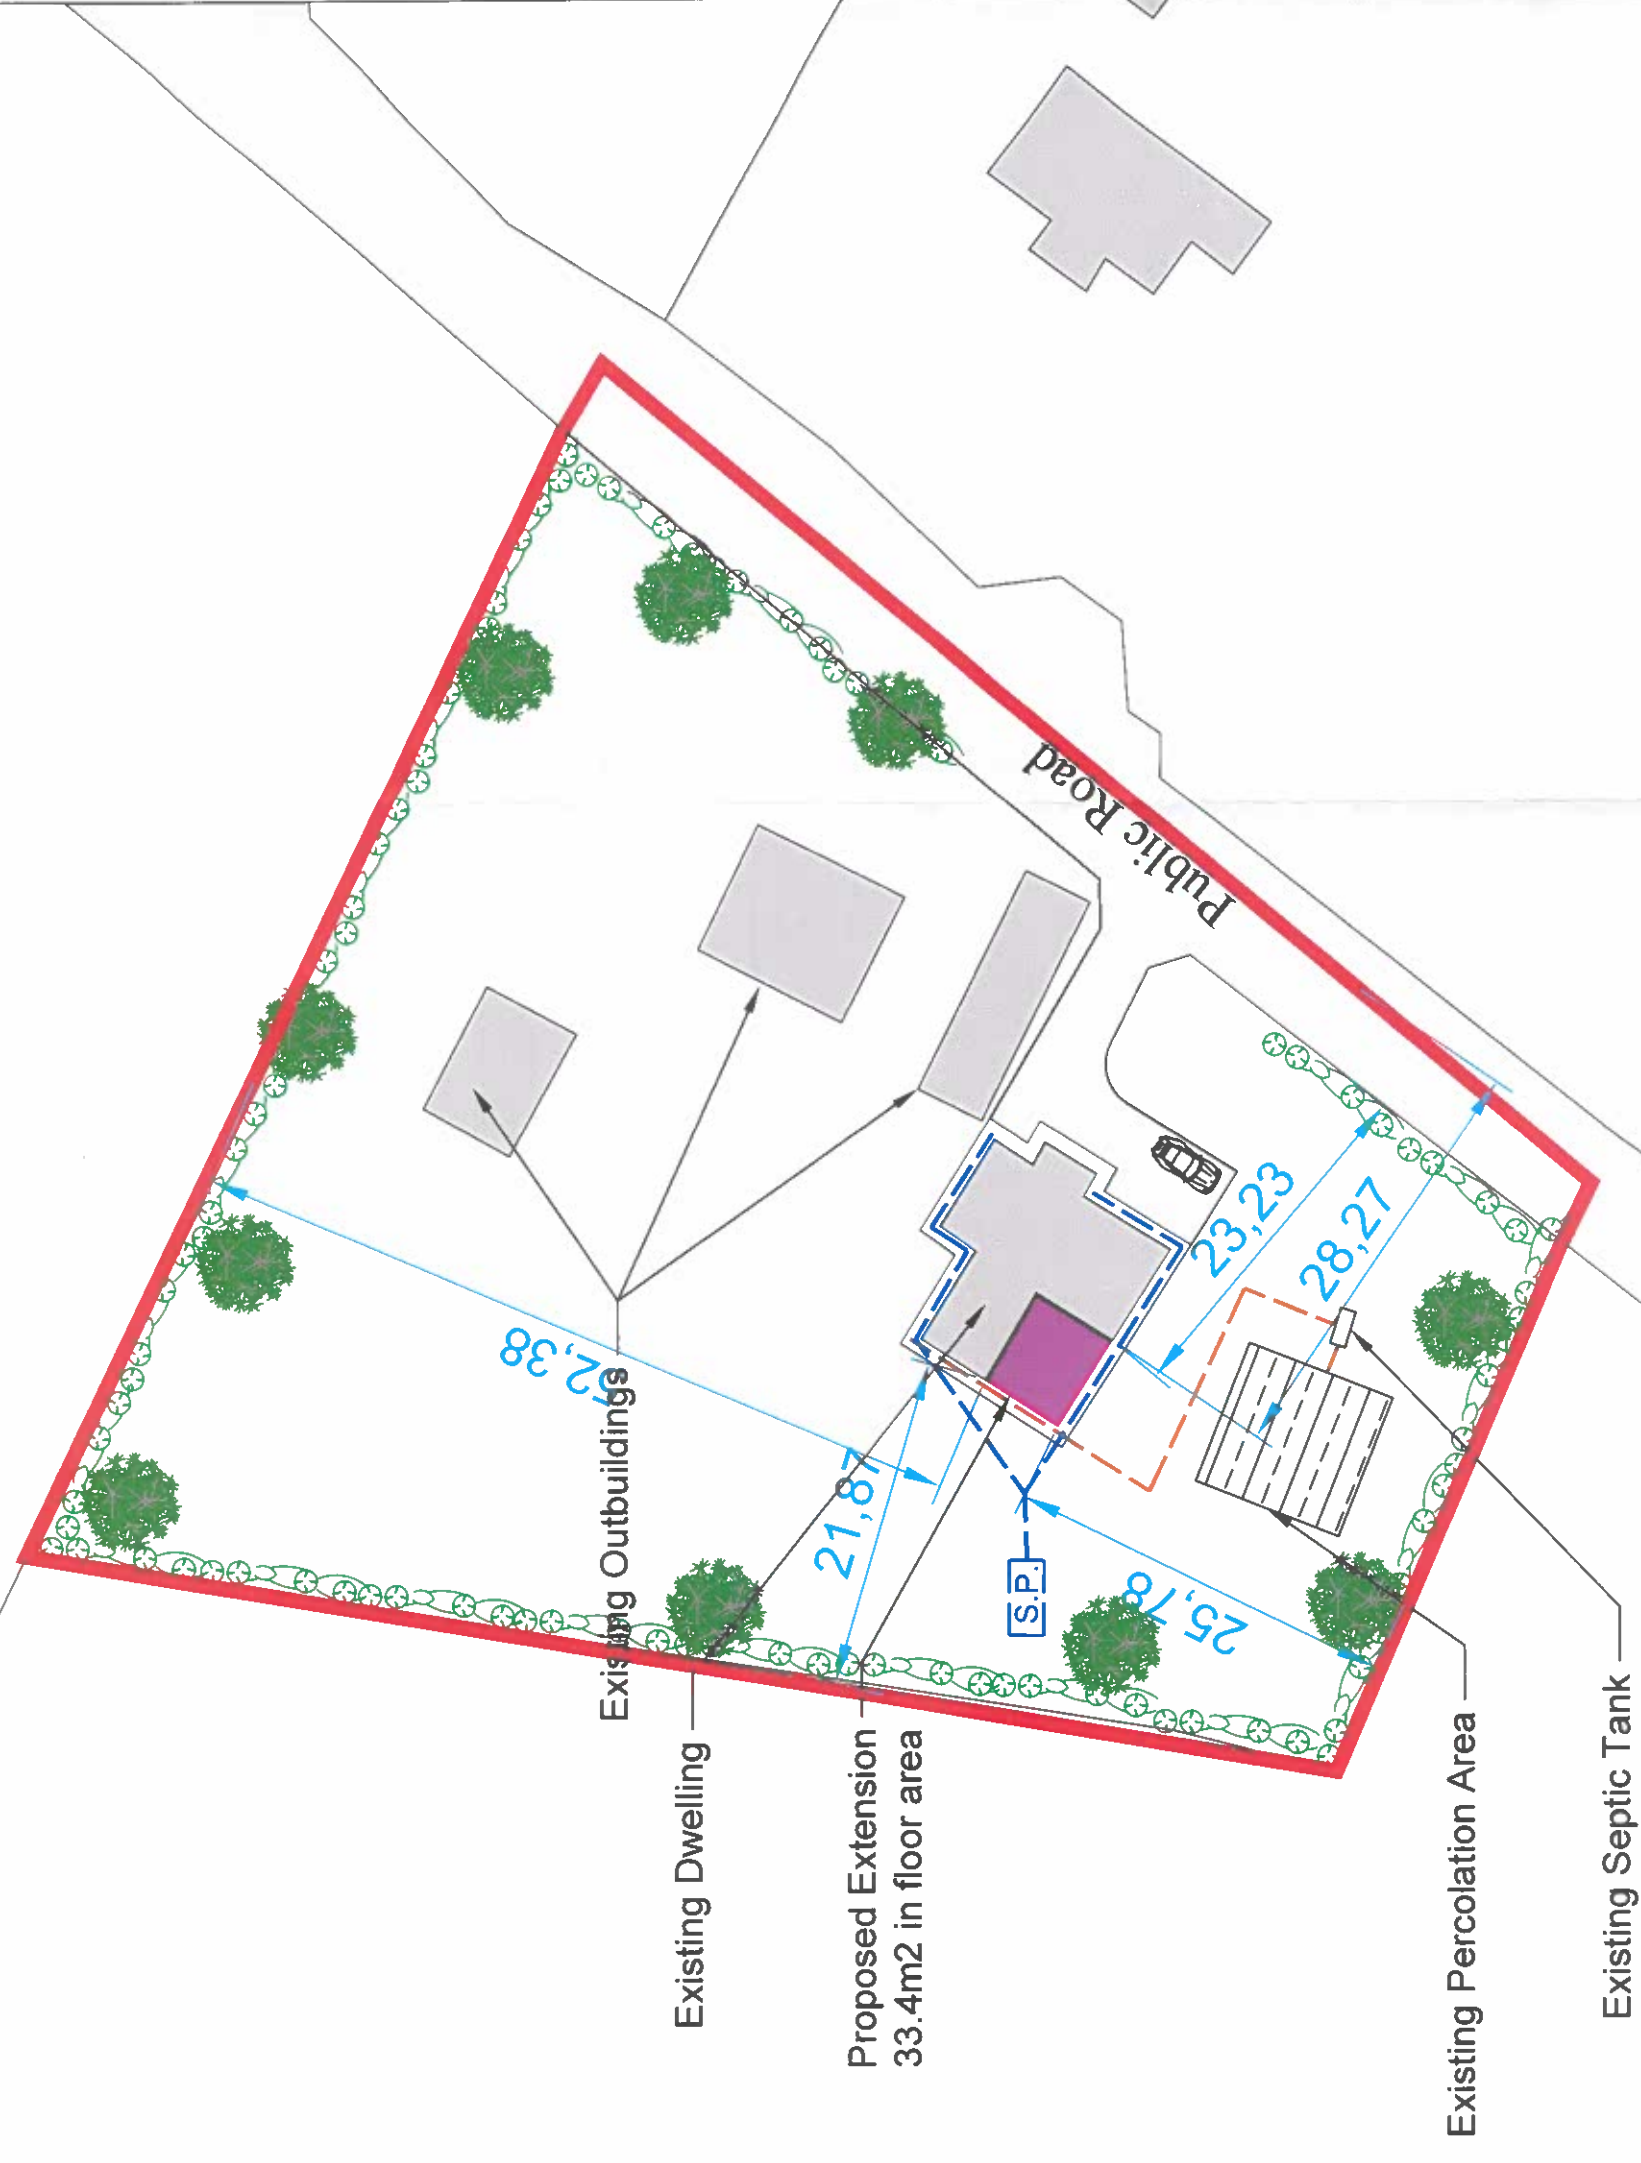 Existing Outbuildings
Existing Dwelling
Proposed Extension
33.4m2 in floor area
Existing Percolation Area
Existing Septic Tank
Public Road
52,38
21,87
25,78
23,23
28,27
S.P.